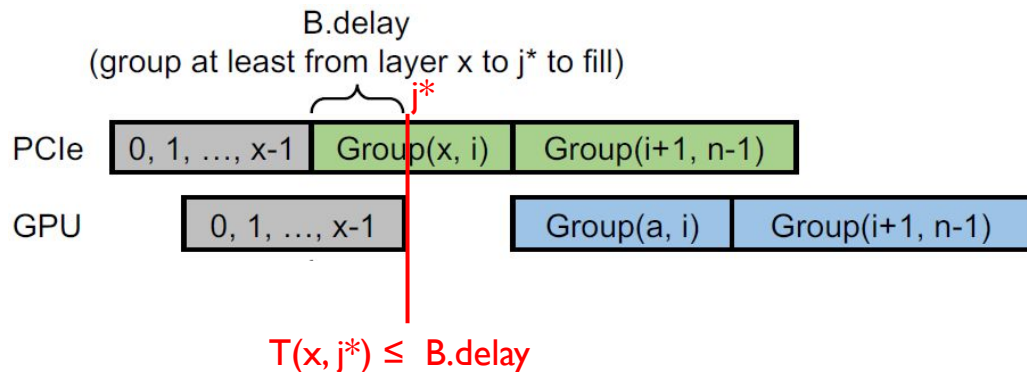 B.delay
(group at least from layer x to j* to fill)
j*
PCIe 0, 1, ..., x-1 Group(x, i) Group(i+1, n-1)
GPU 0, 1, ..., x-1 Group(a, i) Group(i+1, n-1)
T(x, j*) ≤ B.delay